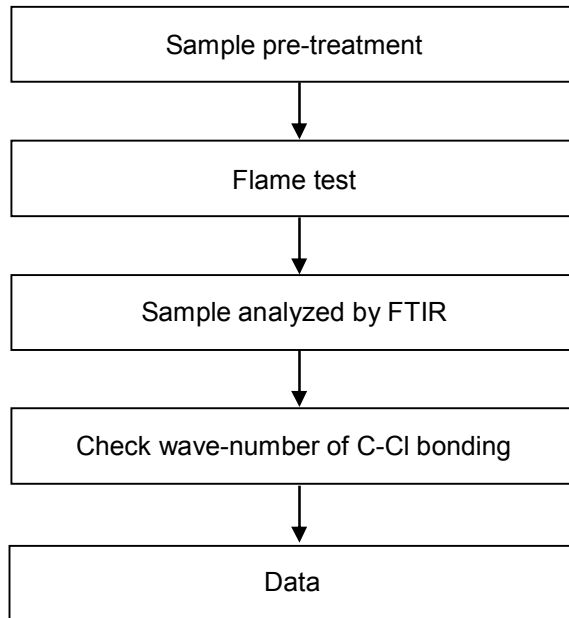 Sample pre-treatment
Flame test
Sample analyzed by FTIR
Check wave-number of C-Cl bonding
Data